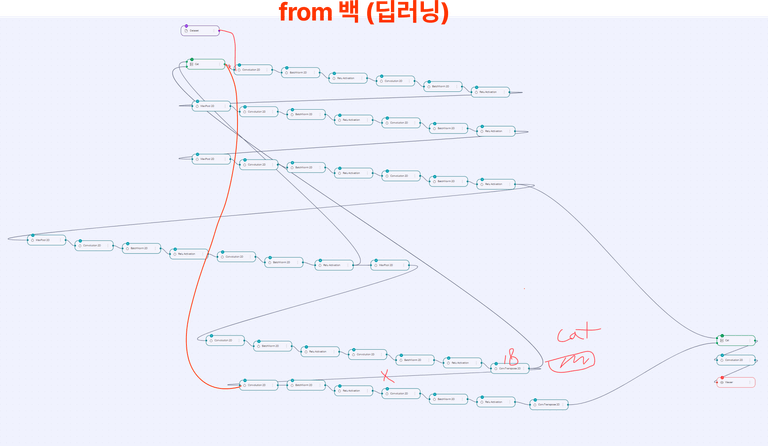 from 백 (딥러닝)
Dataset
Cat
Convolution 2D
BatchNorm 2D
ReLU Activation
Convolution 2D
BatchNorm 2D
ReLU Activation
MaxPool 2D
Convolution 2D
BatchNorm 2D
ReLU Activation
Convolution 2D
BatchNorm 2D
ReLU Activation
MaxPool 2D
Convolution 2D
BatchNorm 2D
ReLU Activation
Convolution 2D
BatchNorm 2D
ReLU Activation
MaxPool 2D
Convolution 2D
BatchNorm 2D
ReLU Activation
Convolution 2D
BatchNorm 2D
ReLU Activation
MaxPool 2D
cat
Convolution 2D
BatchNorm 2D
ReLU Activation
Convolution 2D
BatchNorm 2D
ReLU Activation
ConvTranspose 2D
18
X
Convolution 2D
BatchNorm 2D
ReLU Activation
Convolution 2D
BatchNorm 2D
ReLU Activation
ConvTranspose 2D
Cat
Convolution 2D